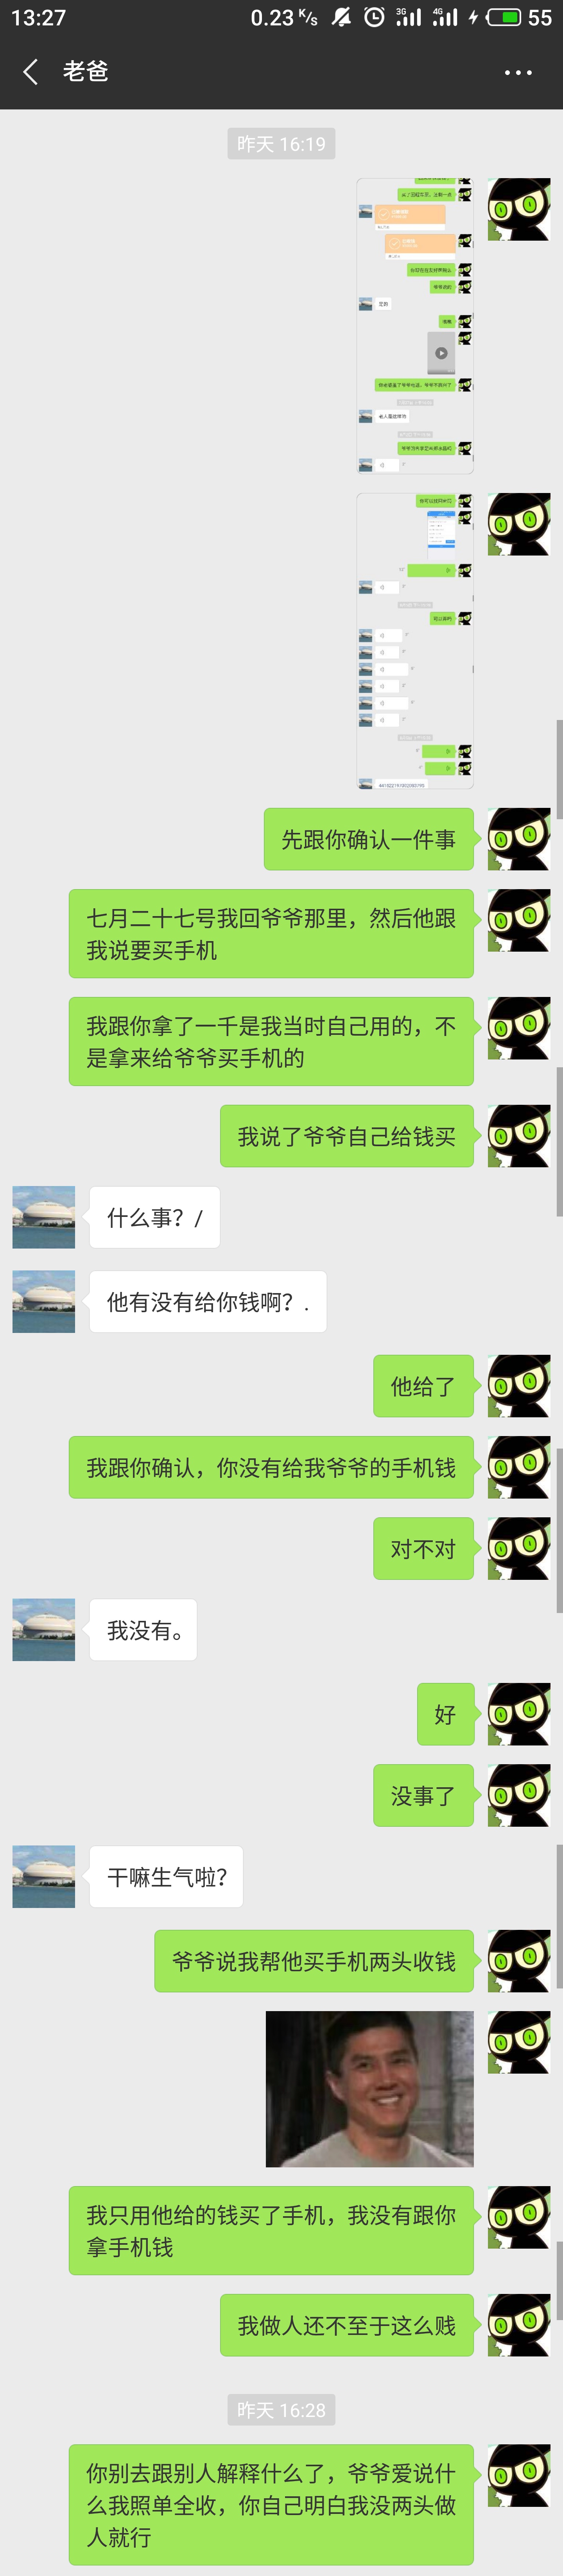 13:27
0.23 K/s 3G 4G 55
老爸
昨天 16:19
先跟你确认一件事
七月二十七号我回爷爷那里，然后他跟
我说要买手机
我跟你拿了一千是我当时自己用的，不
是拿来给爷爷买手机的
我说了爷爷自己给钱买
什么事？/
他有没有给你钱啊？.
他给了
我跟你确认，你没有给我爷爷的手机钱
对不对
我没有。
好
没事了
干嘛生气啦？
爷爷说我帮他买手机两头收钱
我只用他给的钱买了手机，我没有跟你
拿手机钱
我做人还不至于这么贱
昨天 16:28
你别去跟别人解释什么了，爷爷爱说什
么我照单全收，你自己明白我没两头做
人就行